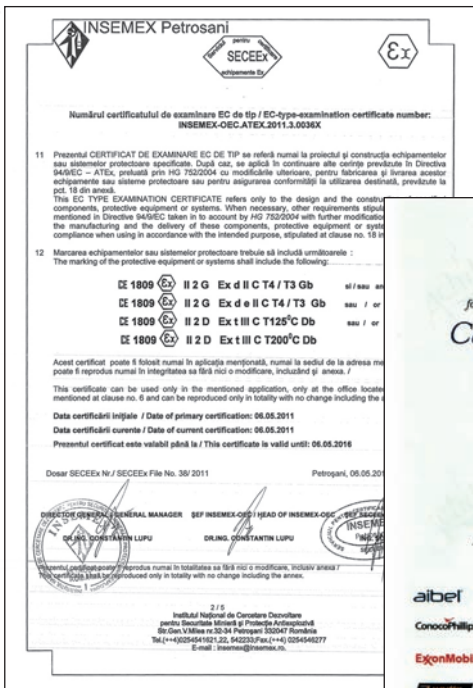 INSEMEX Petrosani
Serviciul pentru certificare
SECEEx
echipamente Ex
Ex
Numărul certificatului de examinare EC de tip / EC-type-examination certificate number:
INSEMEX-OEC.ATEX.2011.3.0036X
11 Prezentul CERTIFICAT DE EXAMINARE EC DE TIP se referă numai la proiectul şi construcţia echipamentelor
sau sistemelor protectoare specificate. După caz, se aplică în continuare alte cerinţe prevăzute în Directiva
94/9/EC – ATEx, preluată prin HG 752/2004 cu modificările ulterioare, pentru fabricarea şi livrarea acestor
echipamente sau sisteme protectoare sau pentru asigurarea conformităţii la utilizarea destinată, prevăzute la
pct. 18 din anexă.
This EC TYPE EXAMINATION CERTIFICATE refers only to the design and the
components, protective equipment or systems. When necessary, other requirements
mentioned in Directive 94/9/EC taken in to account by HG 752/2004 with further
the manufacturing and the delivery of these components, protective equipment or
compliance when using in accordance with the intended purpose, stipulated at clause no. 18
12 Marcarea echipamentelor sau sistemelor protectoare trebuie să includă următoarele :
The marking of the protective equipment or systems shall include the following:
CE 1809 Ex II 2 G Ex d II C T4 / T3 Gb si / sau
CE 1809 Ex II 2 G Ex d e II C T4 / T3 Gb sau / or
CE 1809 Ex II 2 D Ex t III C T125⁰C Db sau / or
CE 1809 Ex II 2 D Ex t III C T200⁰C Db
Acest certificat poate fi folosit numai în aplicaţia menţionată, numai la sediul de la adresa
poate fi reprodus numai în integritatea sa fără nici o modificare, incluzând şi anexa. /
This certificate can be used only in the mentioned application, only at the office
mentioned at clause no. 6 and can be reproduced only in totality with no change including the
Data certificării iniţiale / Date of primary certification: 06.05.2011
Data certificării curente / Date of current certification: 06.05.2011
Prezentul certificat este valabil până la / This certificate is valid until: 06.05.2016
Dosar SECEEx Nr./ SECEEx File No. 38/ 2011 Petroşani, 06.05.20
DIRECTOR GENERAL / GENERAL MANAGER ŞEF INSEMEX-OEC / HEAD OF INSEMEX-OEC
DR.ING. CONSTANTIN LUPU DR.ING. CONSTANTIN LUPU
Prezentul certificat poate fi reprodus numai în totalitatea sa fără nici o modificare, inclusiv anexa /
This certificate shall be reproduced only in totality with no change including the annex.
2 / 5
Institutul Naţional de Cercetare Dezvoltare
pentru Securitate Minieră şi Protecţie Antiexplozivă
Str.Gen.V.Milea nr.32-34 Petroşani 332047 România
Tel.(++4)0254541621,22, 542233;Fax.(++4) 0254546277
E-mail : insemex@insemex.ro.
aibel
ConocoPhillip
ExxonMobi